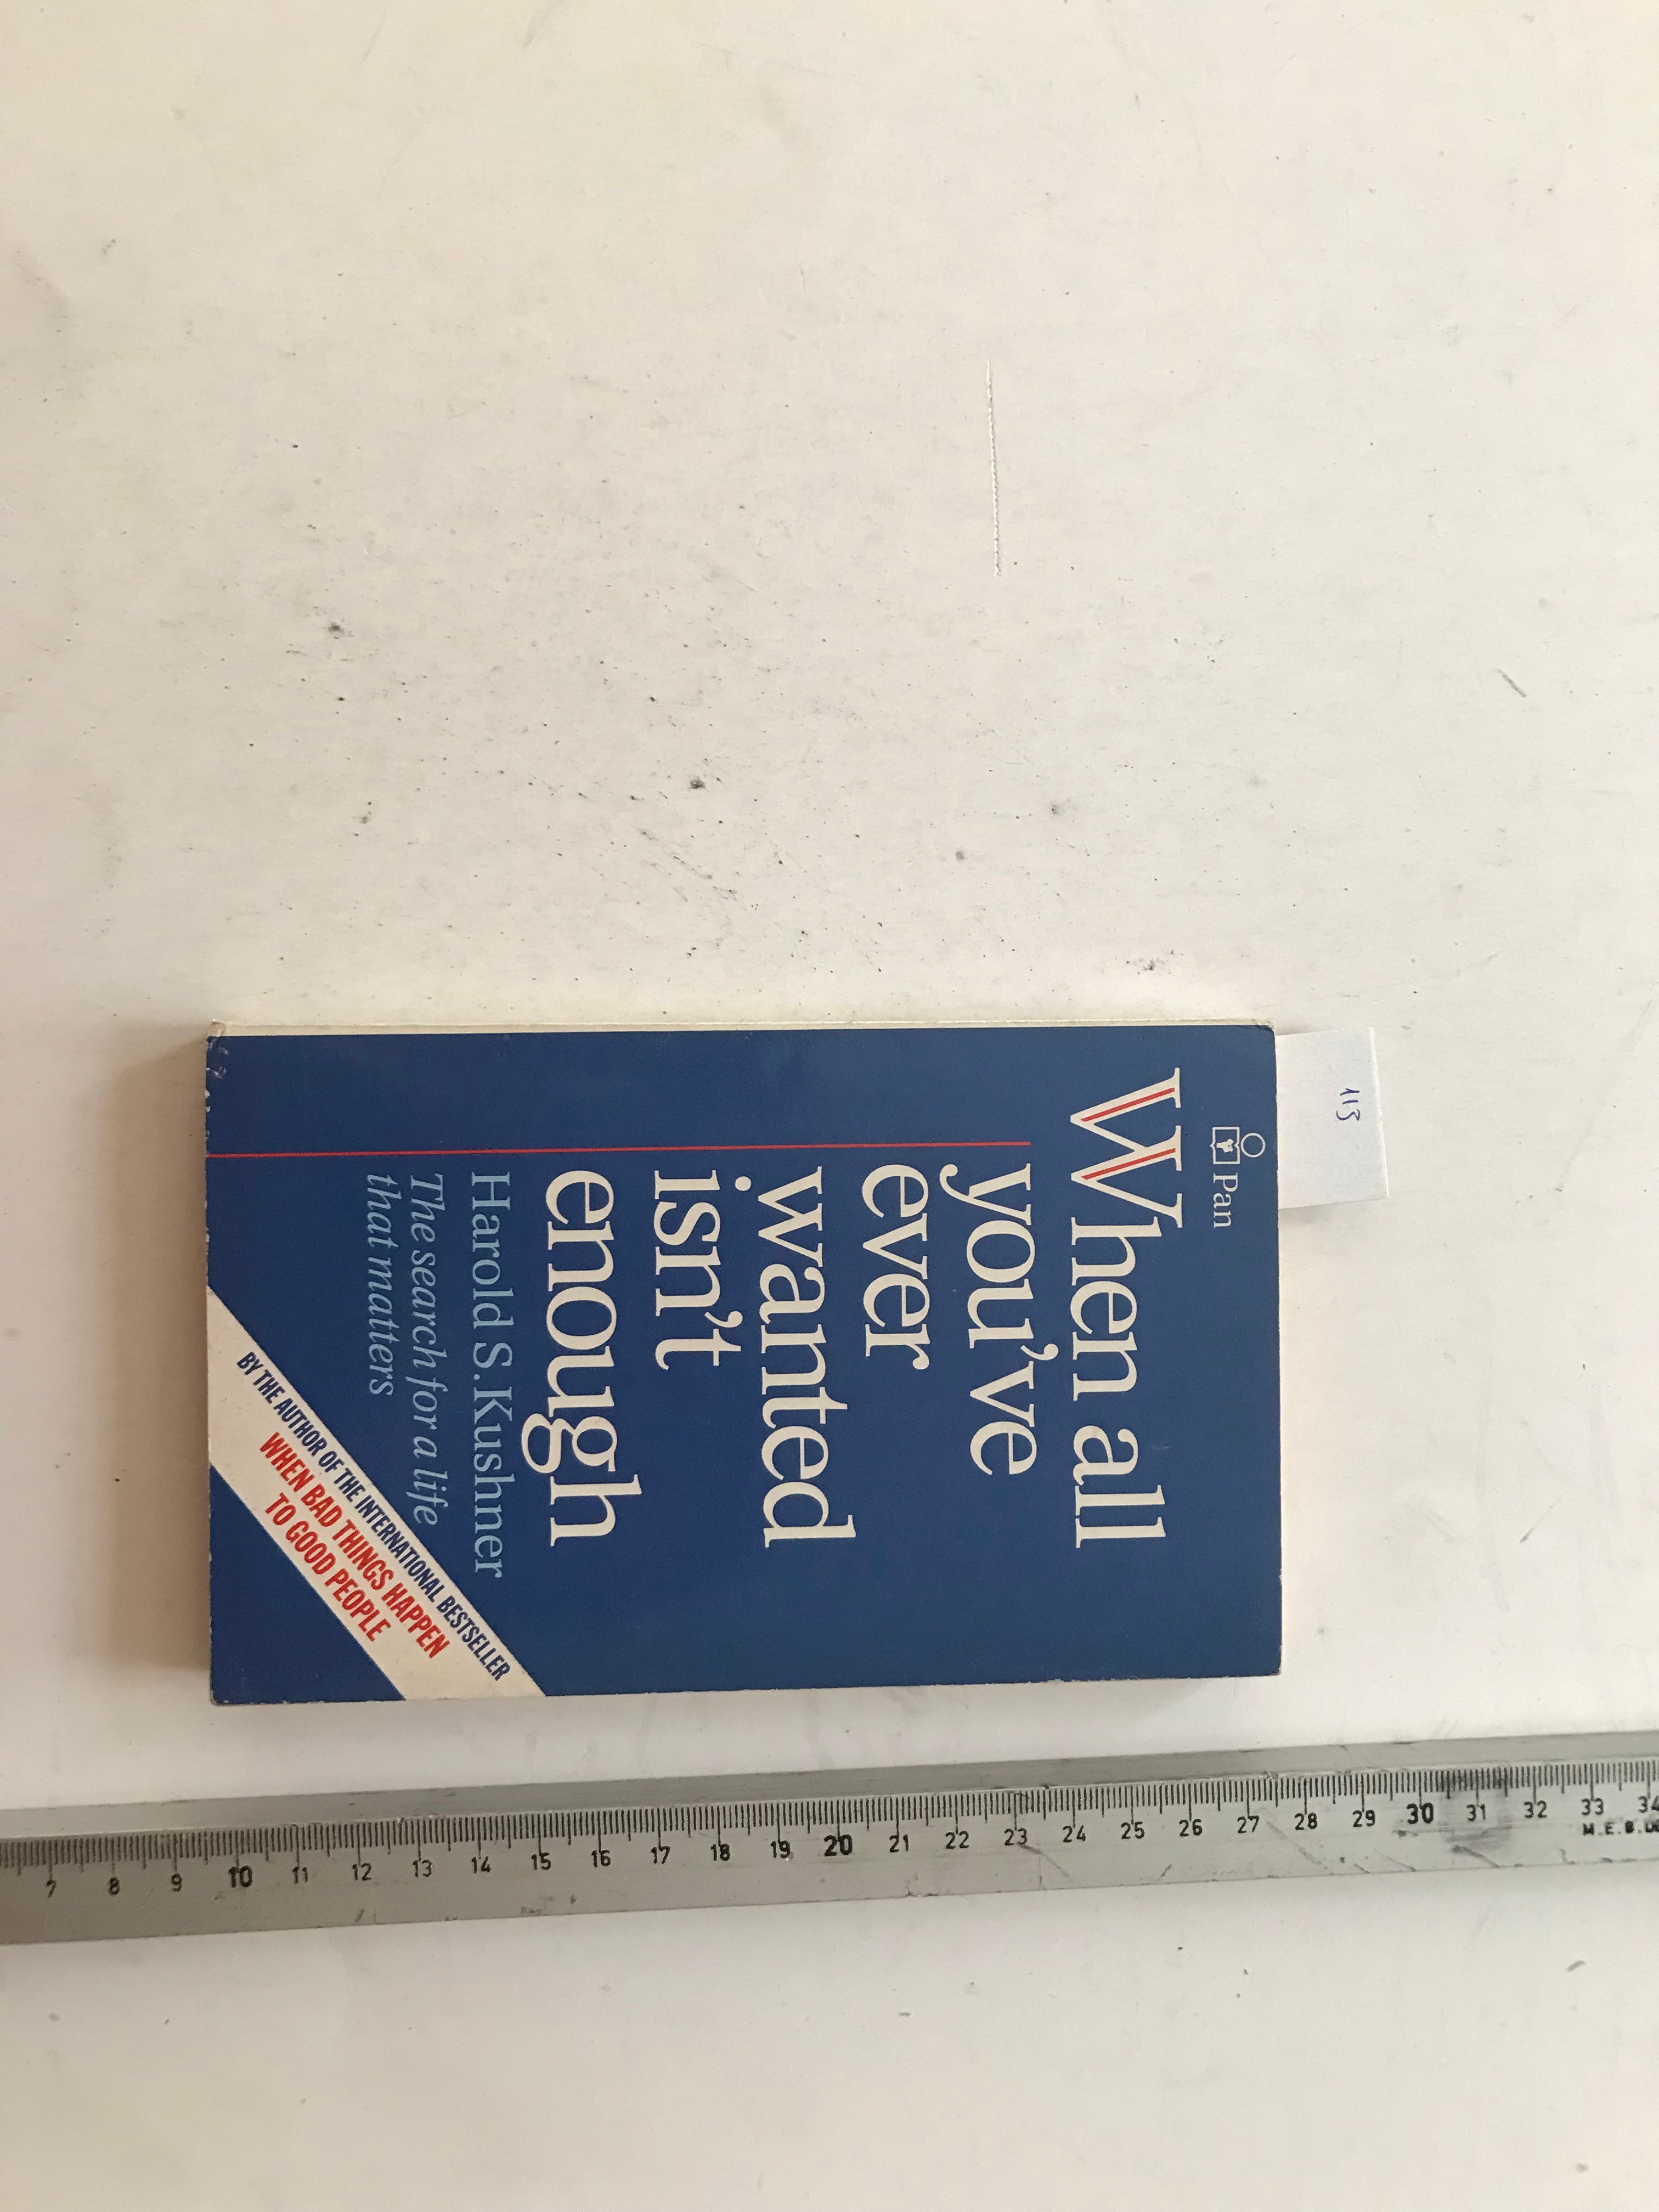 113
Pan
When all
you've
ever
wanted
isn't
enough
Harold S. Kushner
The search for a life
that matters
BY THE AUTHOR OF THE INTERNATIONAL BESTSELLER
WHEN BAD THINGS HAPPEN
TO GOOD PEOPLE
7 8 9 10 11 12 13 14 15 16 17 18 19 20 21 22 23 24 25 26 27 28 29 30 31 32 33 34
M.E.B.